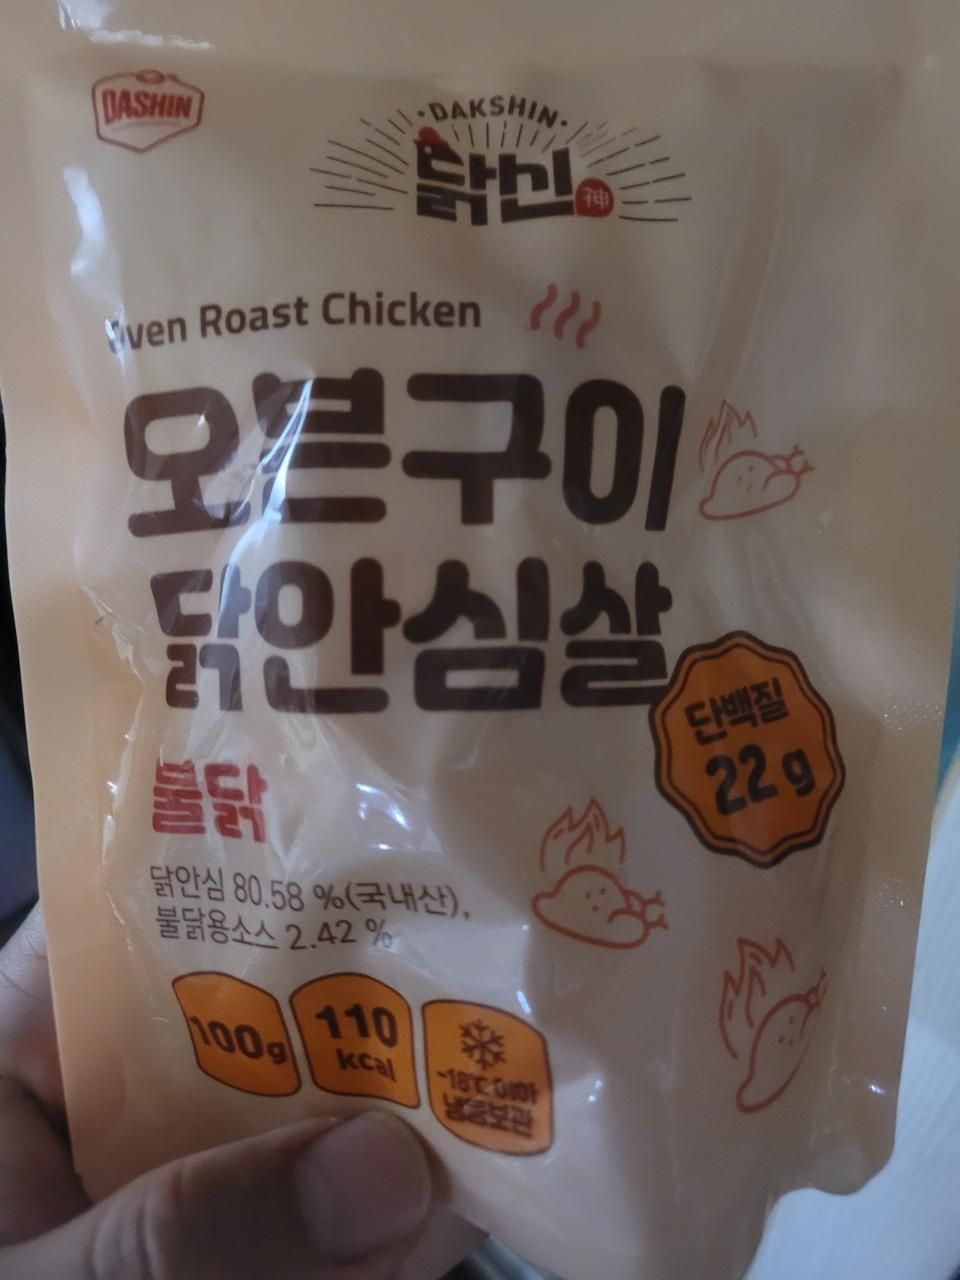 DASHIN
·DAKSHIN·
닭신 神
Oven Roast Chicken
오븐구이
닭안심살
단백질
22 g
불닭
닭안심 80.58 %(국내산),
불닭용소스 2.42 %
100g
110
kcal
-18℃ 이하
냉동보관